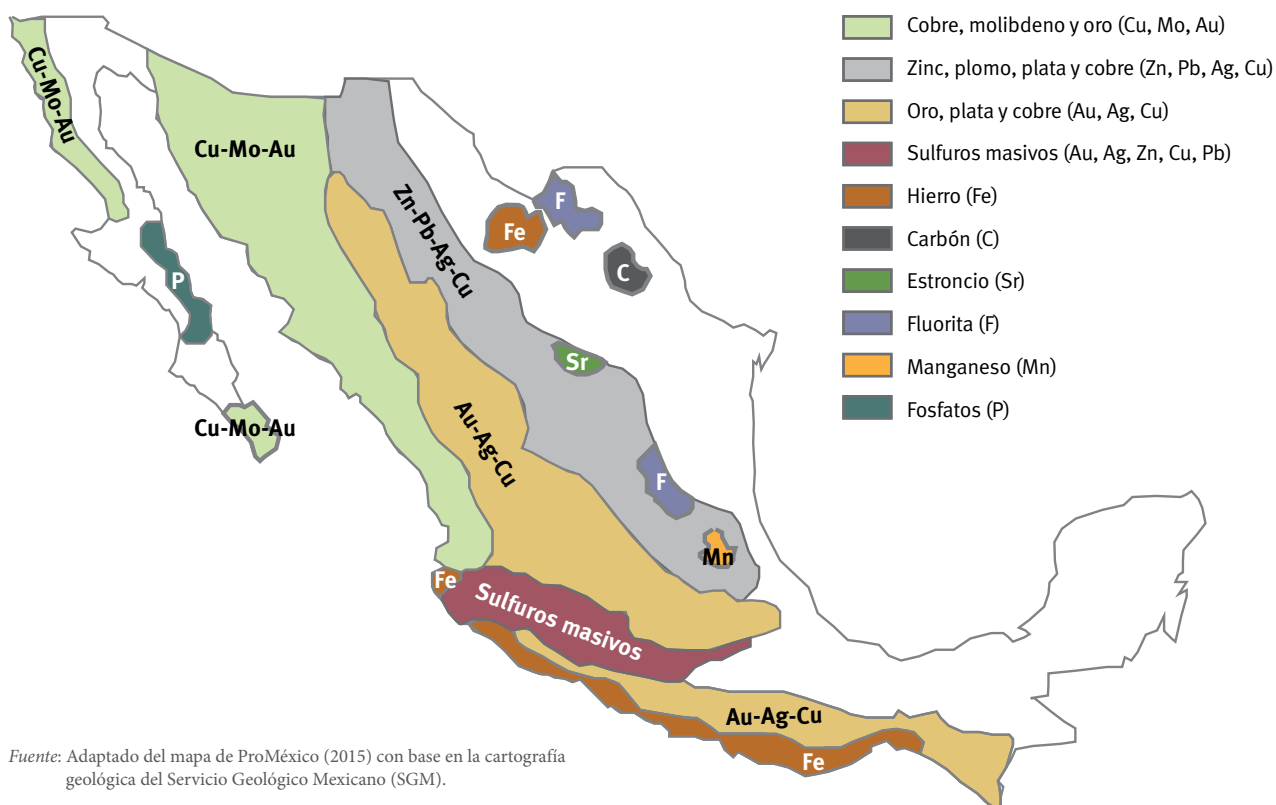 Cu-Mo-Au
Cu-Mo-Au
Zn-Pb-Ag-Cu
F
Fe
C
P
Sr
Cu-Mo-Au
Au-Ag-Cu
F
Mn
Fe
Sulfuros masivos
Au-Ag-Cu
Fe
Cobre, molibdeno y oro (Cu, Mo, Au)
Zinc, plomo, plata y cobre (Zn, Pb, Ag, Cu)
Oro, plata y cobre (Au, Ag, Cu)
Sulfuros masivos (Au, Ag, Zn, Cu, Pb)
Hierro (Fe)
Carbón (C)
Estroncio (Sr)
Fluorita (F)
Manganeso (Mn)
Fosfatos (P)
Fuente: Adaptado del mapa de ProMéxico (2015) con base en la cartografía
geológica del Servicio Geológico Mexicano (SGM).